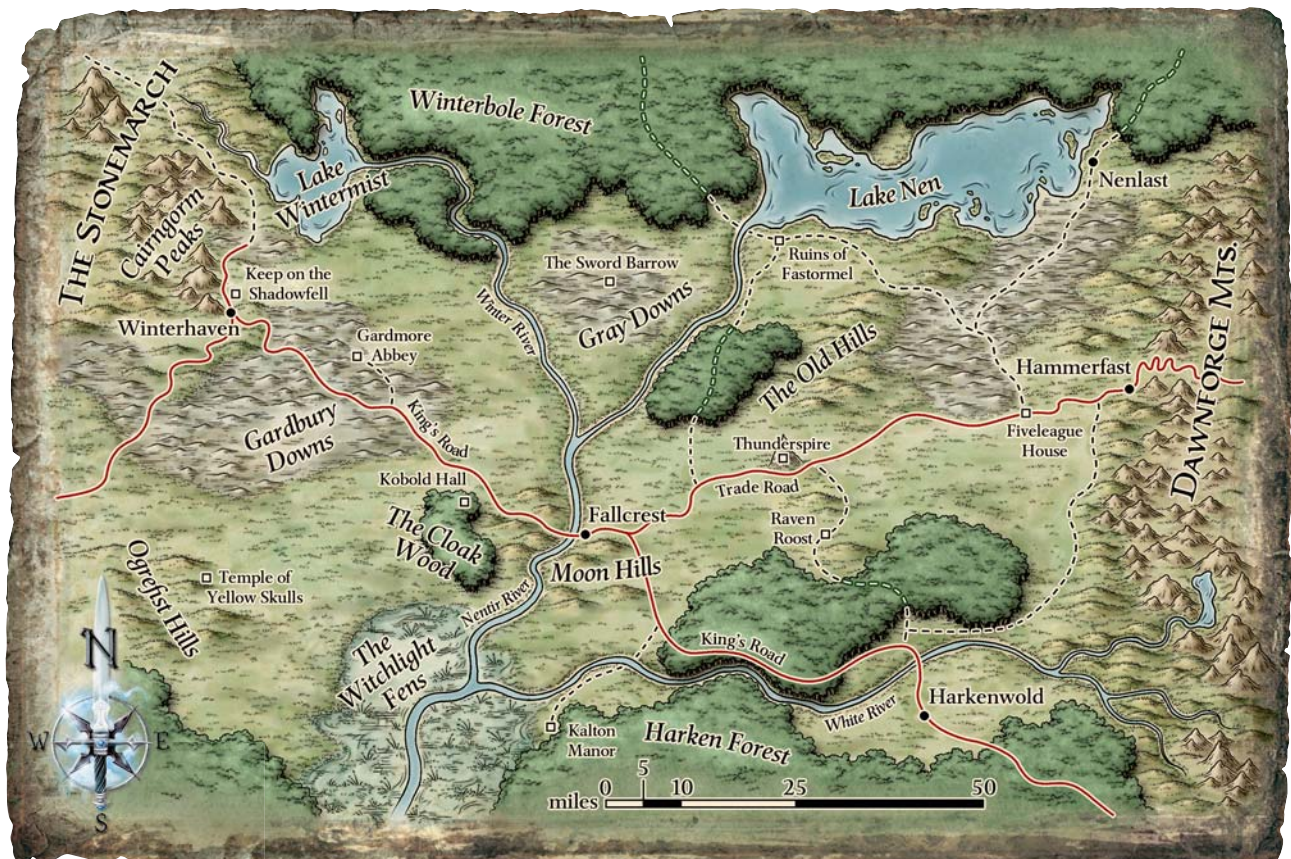 THE STONEMARCH
Winterbole Forest
Lake
Wintermist
Lake Nen
Nenlast
Cairngorm
Peaks
Keep on the
Shadowfell
Winterhaven
The Sword Barrow
Gray Downs
Winter River
Ruins of
Fastormel
The Old Hills
DAWNFORGE MTS.
Gardmore
Abbey
Gardbury
Downs
King's Road
Hammerfast
Fiveleague
House
Thunderspire
Trade Road
Kobold Hall
The Cloak
Wood
Fallcrest
Moon Hills
Raven
Roost
Ogrefist Hills
Temple of
Yellow Skulls
Nentir River
The
Witchlight
Fens
King's Road
White River
Harkenwold
Kalton
Manor
Harken Forest
N
W
E
S
miles 0 5 10 25 50